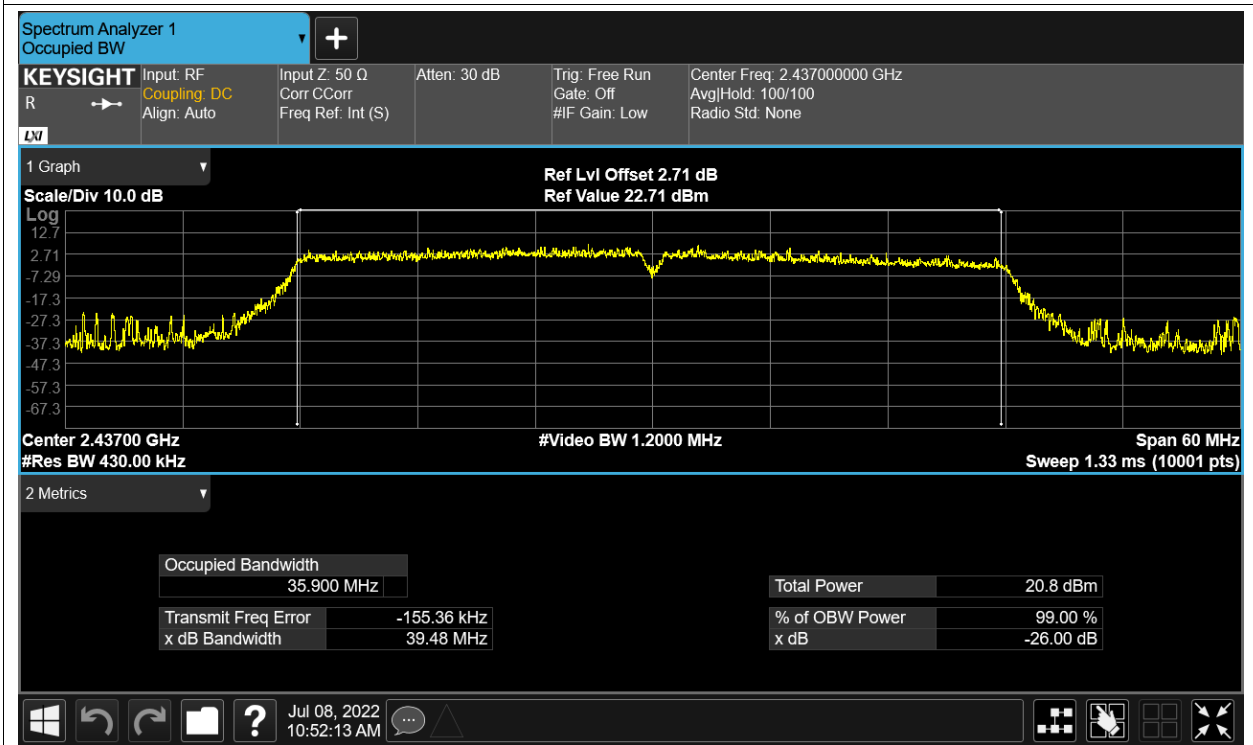 Spectrum Analyzer 1
Occupied BW
KEYSIGHT
R
LXI
Input: RF
Coupling: DC
Align: Auto
Input Z: 50 Ω
Corr CCorr
Freq Ref: Int (S)
Atten: 30 dB
Trig: Free Run
Gate: Off
#IF Gain: Low
Center Freq: 2.437000000 GHz
Avg|Hold: 100/100
Radio Std: None
1 Graph
Scale/Div 10.0 dB
Ref Lvl Offset 2.71 dB
Ref Value 22.71 dBm
Log
12.7
2.71
-7.29
-17.3
-27.3
-37.3
-47.3
-57.3
-67.3
Center 2.43700 GHz
#Video BW 1.2000 MHz
Span 60 MHz
#Res BW 430.00 kHz
Sweep 1.33 ms (10001 pts)
2 Metrics
Occupied Bandwidth
35.900 MHz
Total Power 20.8 dBm
Transmit Freq Error -155.36 kHz
% of OBW Power 99.00 %
x dB Bandwidth 39.48 MHz
x dB -26.00 dB
?
Jul 08, 2022
10:52:13 AM